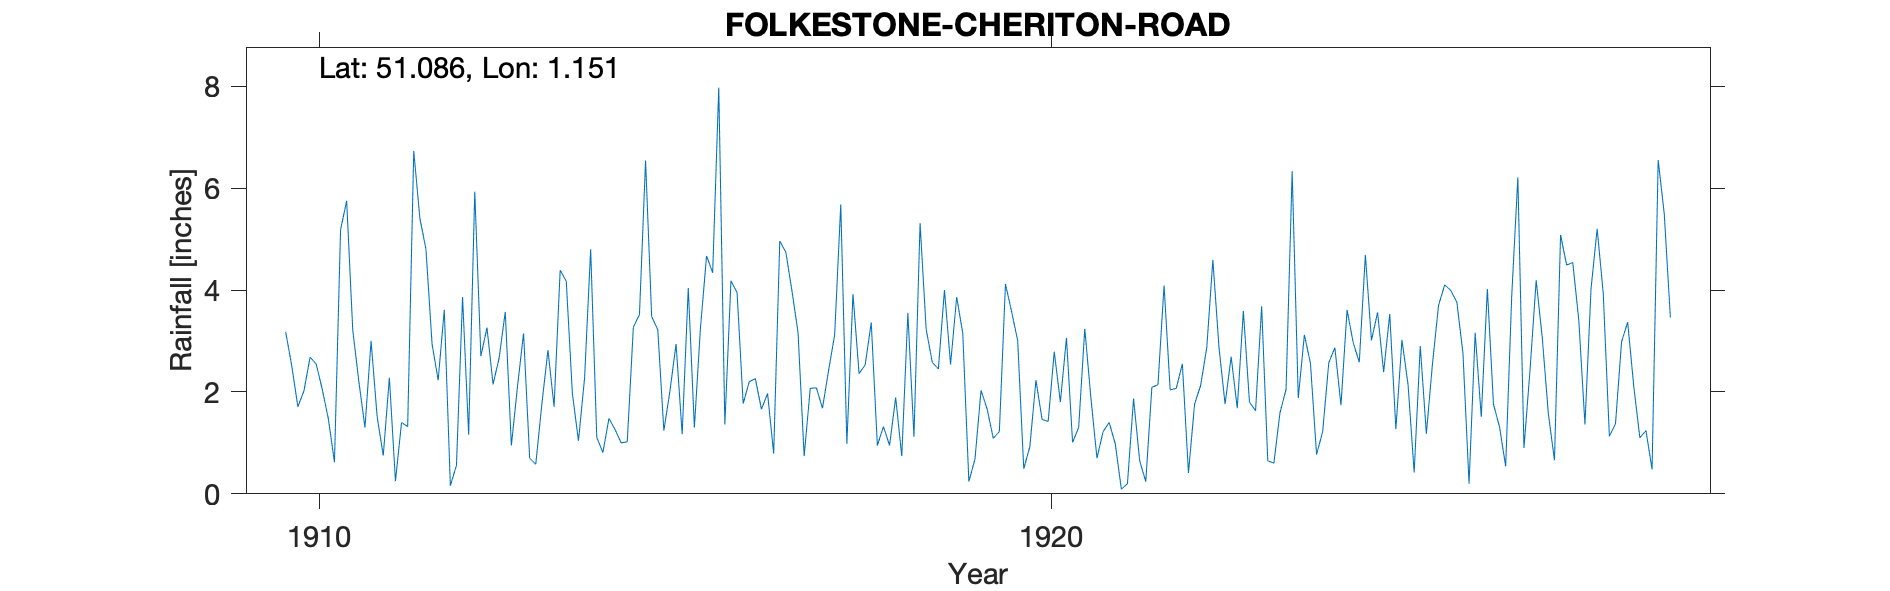 FOLKESTONE-CHERITON-ROAD
Lat: 51.086, Lon: 1.151
8
6
4
2
0
Rainfall [inches]
1910 1920
Year